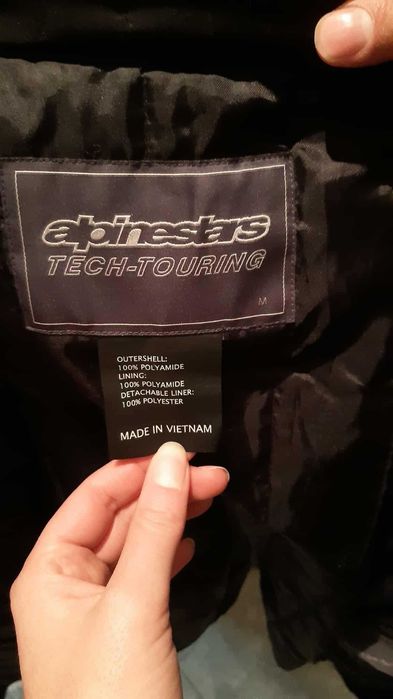 alpinestars
TECH-TOURING
M
OUTERSHELL:
100% POLYAMIDE
LINING:
100% POLYAMIDE
DETACHABLE LINER:
100% POLYESTER
MADE IN VIETNAM